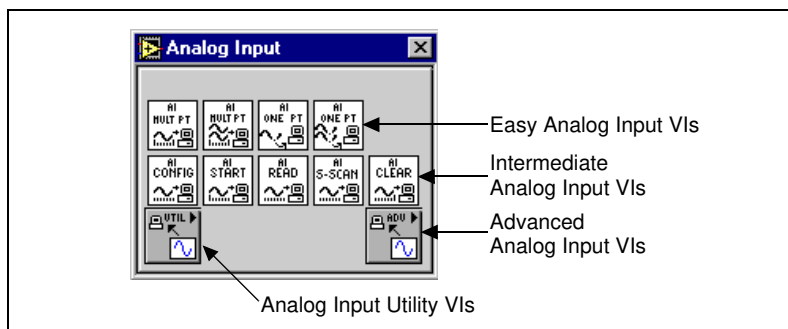 Analog Input
AI MULT PT
AI MULT PT
AI ONE PT
AI ONE PT
Easy Analog Input VIs
AI CONFIG
AI START
AI READ
AI S-SCAN
AI CLEAR
Intermediate
Analog Input VIs
UTIL
ADV
Advanced
Analog Input VIs
Analog Input Utility VIs